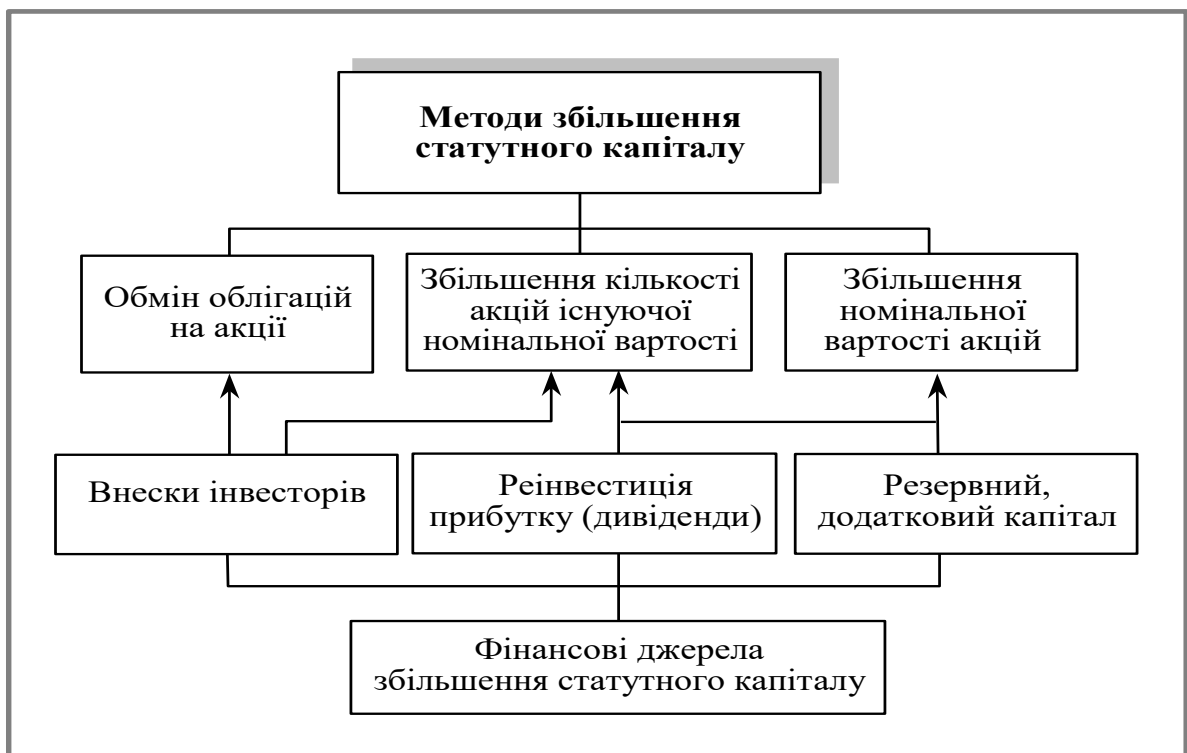 Методи збільшення
статутного капіталу
Обмін облігацій
на акції
Збільшення кількості
акцій існуючої
номінальної вартості
Збільшення
номінальної
вартості акцій
Внески інвесторів
Реінвестиція
прибутку (дивіденди)
Резервний,
додатковий капітал
Фінансові джерела
збільшення статутного капіталу